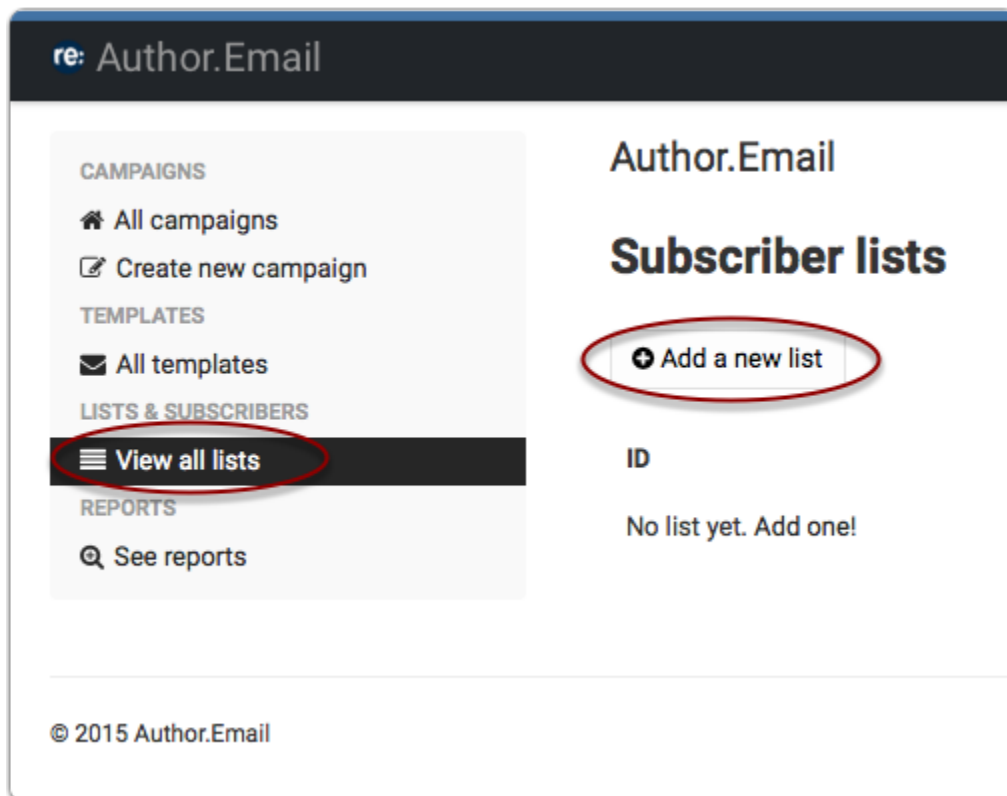 re: Author.Email
CAMPAIGNS
All campaigns
Create new campaign
TEMPLATES
All templates
LISTS & SUBSCRIBERS
View all lists
REPORTS
See reports
Author.Email
Subscriber lists
Add a new list
ID
No list yet. Add one!
© 2015 Author.Email